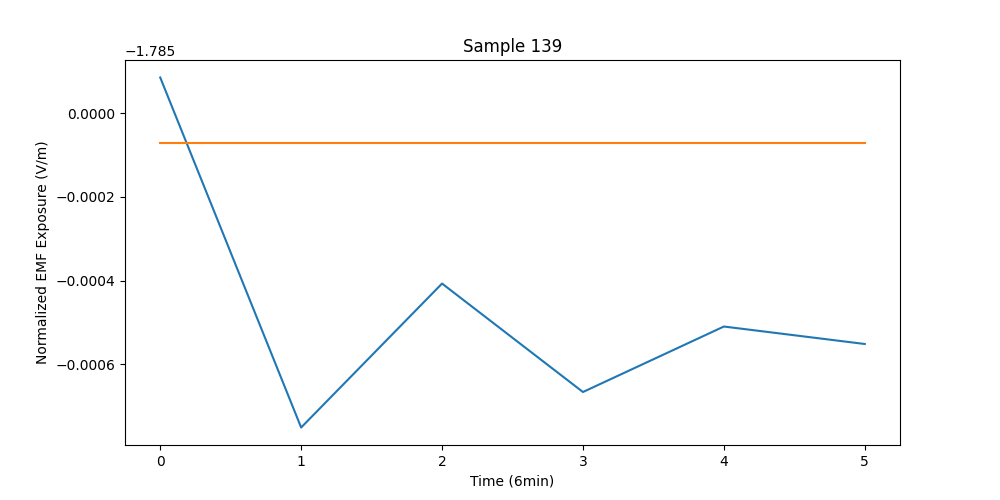 Sample 139
−1.785
0.0000
−0.0002
−0.0004
−0.0006
Normalized EMF Exposure (V/m)
0 1 2 3 4 5
Time (6min)